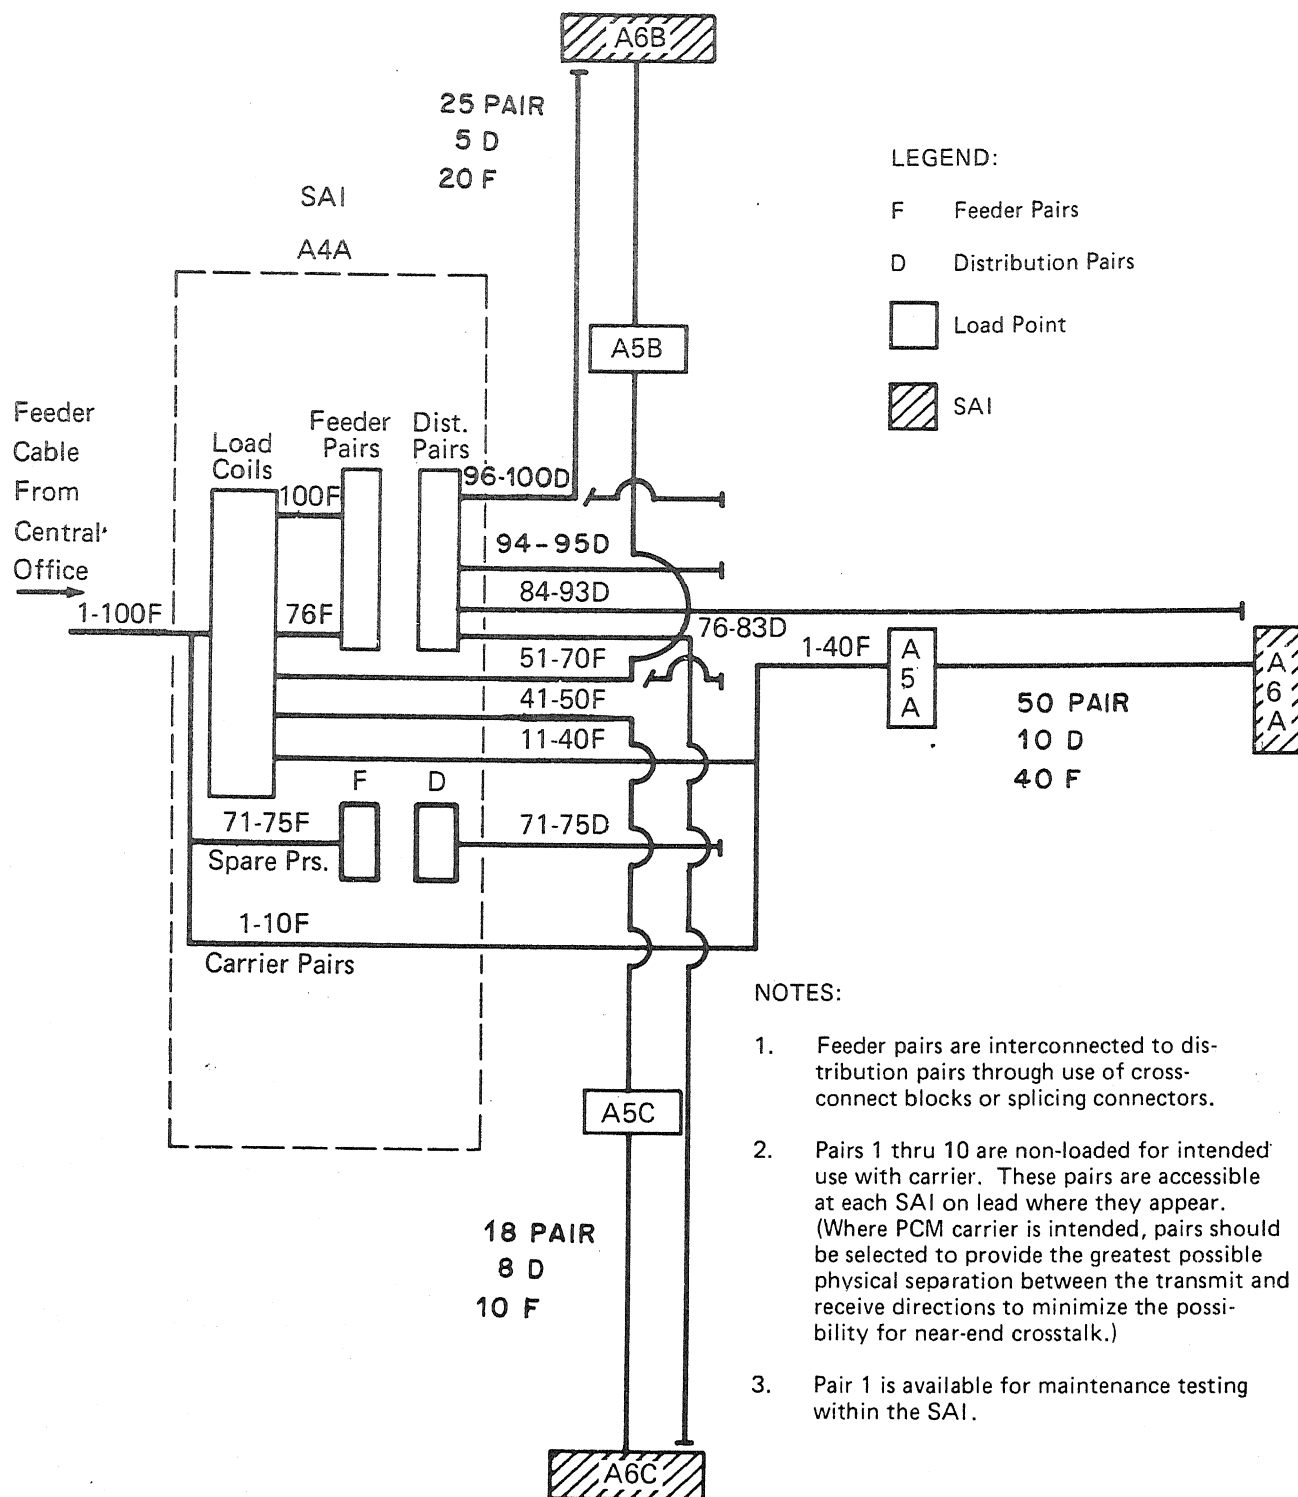 A6B
25 PAIR
5 D
20 F
SAI
A4A
LEGEND:
F Feeder Pairs
D Distribution Pairs
Load Point
SAI
A5B
Feeder
Cable
From
Central
Office
Load
Coils
Feeder
Pairs
Dist.
Pairs
100F
96-100D
94-95D
84-93D
1-100F
76F
76-83D
51-70F
1-40F
A
5
A
A
6
A
41-50F
11-40F
50 PAIR
10 D
40 F
F D
71-75F
Spare Prs.
71-75D
1-10F
Carrier Pairs
A5C
18 PAIR
8 D
10 F
A6C
NOTES:
1. Feeder pairs are interconnected to dis-
tribution pairs through use of cross-
connect blocks or splicing connectors.
2. Pairs 1 thru 10 are non-loaded for intended
use with carrier. These pairs are accessible
at each SAI on lead where they appear.
(Where PCM carrier is intended, pairs should
be selected to provide the greatest possible
physical separation between the transmit and
receive directions to minimize the possi-
bility for near-end crosstalk.)
3. Pair 1 is available for maintenance testing
within the SAI.